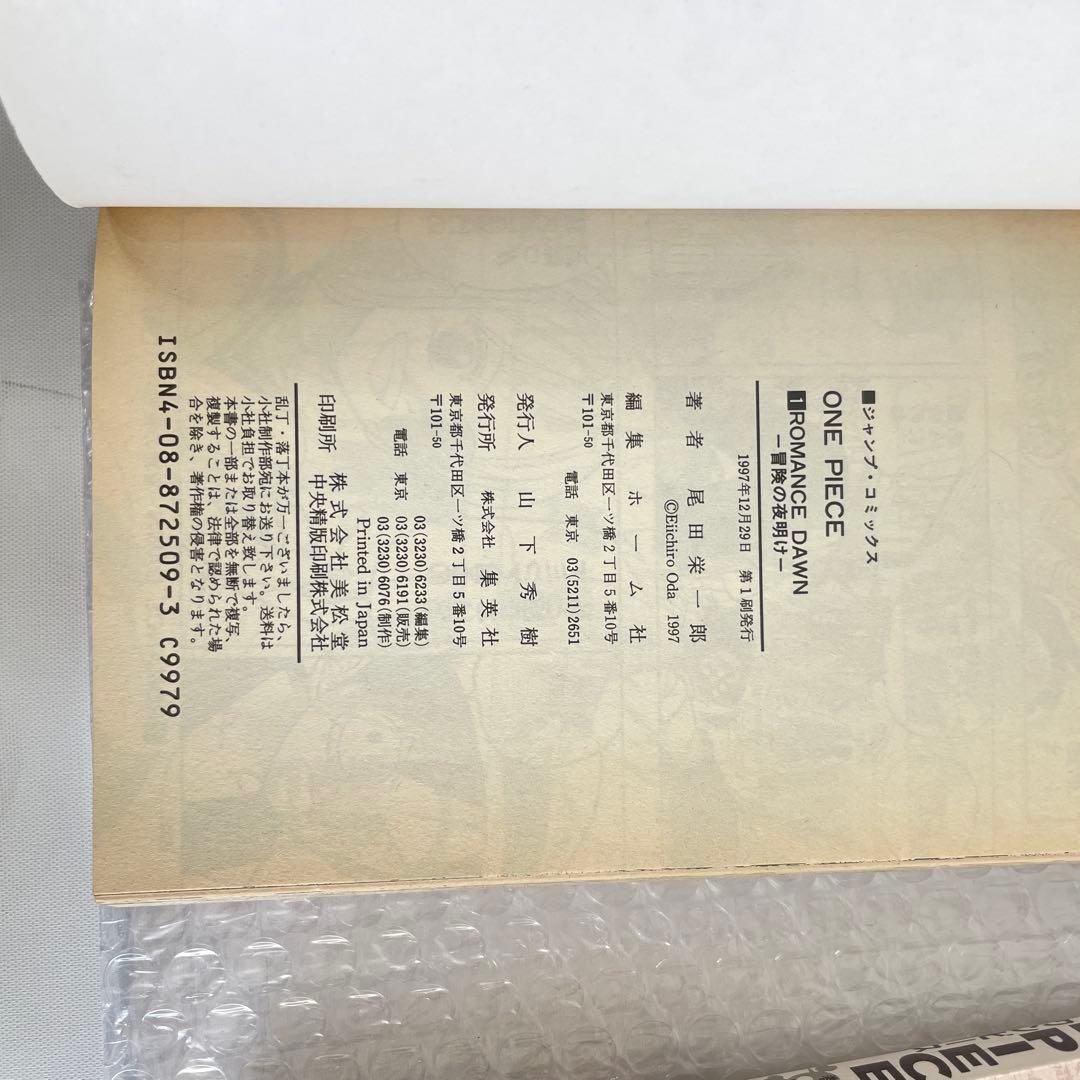 ■ジャンプ・コミックス
ONE PIECE
1ROMANCE DAWN
―冒険の夜明け―
1997年12月29日 第1刷発行
著者 尾田栄一郎
©Eiichiro Oda 1997
編集 ホーム社
東京都千代田区一ツ橋2丁目5番10号
〒101-50
電話 東京 03(5211)2651
発行人 山下秀樹
発行所 株式会社 集英社
東京都千代田区一ツ橋2丁目5番10号
〒101-50
03(3230)6233(編集)
電話 東京 03(3230)6191(販売)
03(3230)6076(制作)
Printed in Japan
印刷所 株式会社美松堂
中央精版印刷株式会社
乱丁・落丁本が万一ございましたら、
小社制作部宛にお送り下さい。送料は
小社負担でお取り替え致します。
本書の一部または全部を無断で複写、
複製することは、法律で認められた場
合を除き、著作権の侵害となります。
ISBN4-08-872509-3 C9979
PIECE